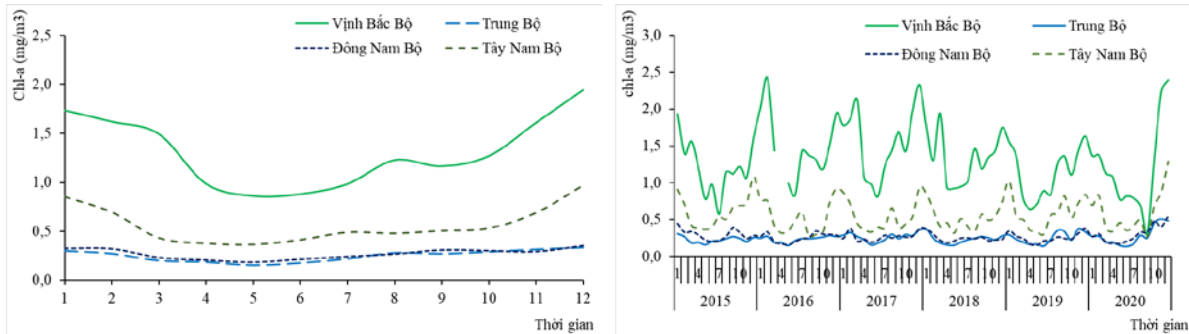 Chl-a (mg/m3)
Vịnh Bắc Bộ
Trung Bộ
Đông Nam Bộ
Tây Nam Bộ
2,5
2,0
1,5
1,0
0,5
0,0
1 2 3 4 5 6 7 8 9 10 11 12
Thời gian
chl-a (mg/m3)
Vịnh Bắc Bộ
Trung Bộ
Đông Nam Bộ
Tây Nam Bộ
3,0
2,5
2,0
1,5
1,0
0,5
0,0
1 4 7 10 1 4 7 10 1 4 7 10 1 4 7 10 1 4 7 10 1 4 7 10
2015 2016 2017 2018 2019 2020
Thời gian